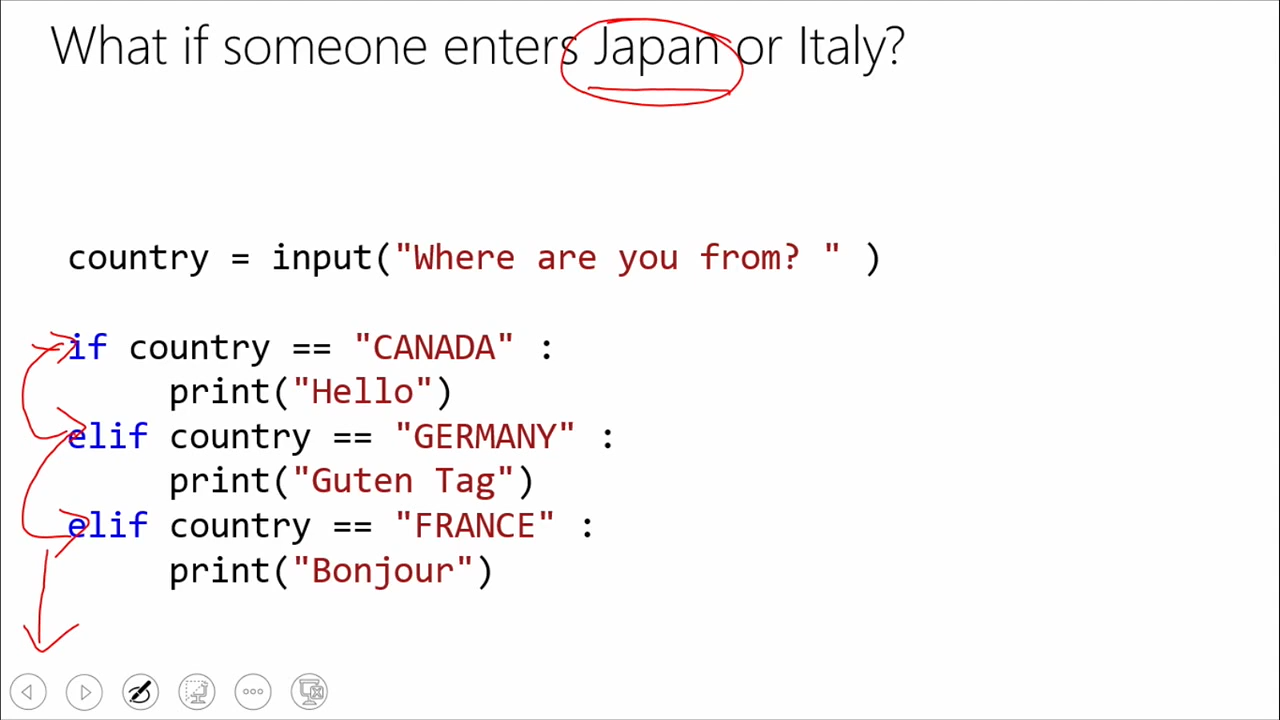 What if someone enters Japan or Italy?
country = input("Where are you from? " )
if country == "CANADA" :
print("Hello")
elif country == "GERMANY" :
print("Guten Tag")
elif country == "FRANCE" :
print("Bonjour")